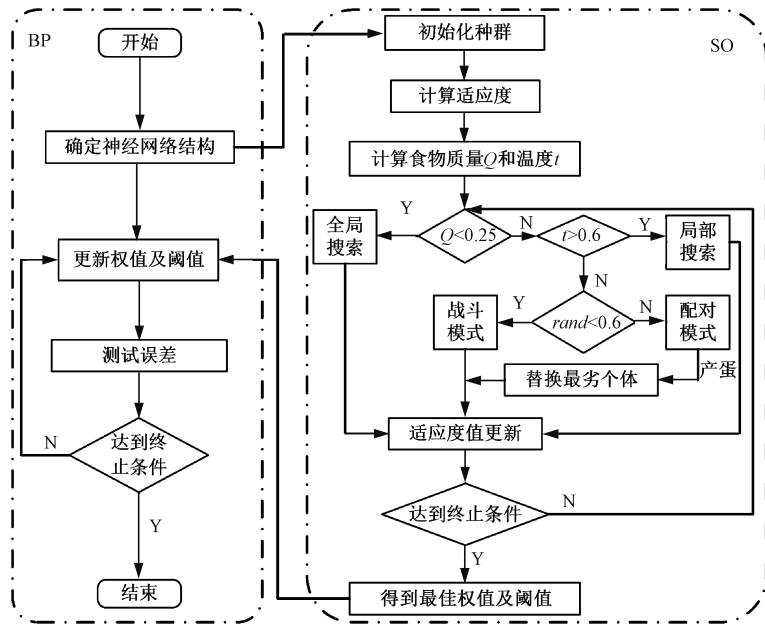 BP
开始
确定神经网络结构
更新权值及阈值
测试误差
N
达到终
止条件
Y
结束
SO
初始化种群
计算适应度
计算食物质量Q和温度t
Y
全局
搜索
Q<0.25
N
t>0.6
Y
局部
搜索
N
战斗
模式
Y
rand<0.6
N
配对
模式
产蛋
替换最劣个体
适应度值更新
达到终止条件
N
Y
得到最佳权值及阈值